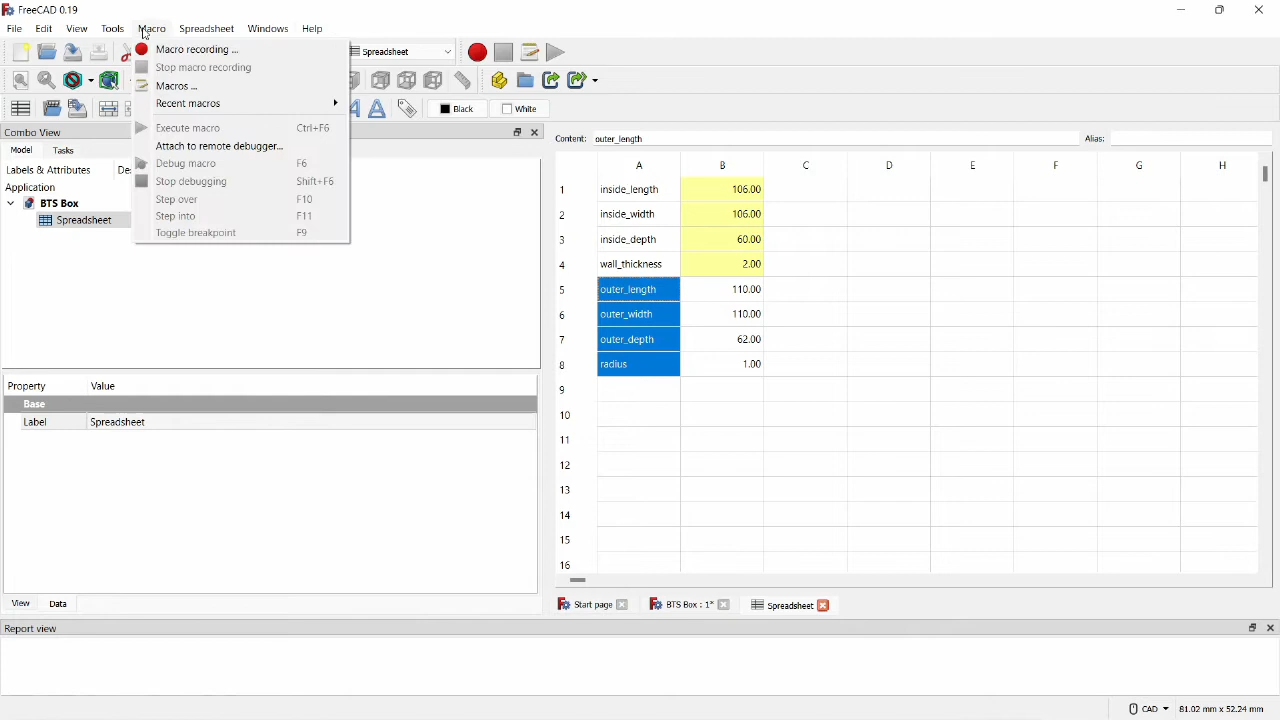 FreeCAD 0.19
File Edit View Tools Macro Spreadsheet Windows Help
Macro recording ...
Stop macro recording
Macros ...
Recent macros
Execute macro Ctrl+F6
Attach to remote debugger...
Debug macro F6
Stop debugging Shift+F6
Step over F10
Step into F11
Toggle breakpoint F9
Spreadsheet
Black White
Combo View
Model Tasks
Labels & Attributes
Application
BTS Box
Spreadsheet
Property Value
Base
Label Spreadsheet
View Data
Content: outer_length Alias:
A B C D E F G H
1 inside_length 106.00
2 inside_width 106.00
3 inside_depth 60.00
4 wall_thickness 2.00
5 outer_length 110.00
6 outer_width 110.00
7 outer_depth 62.00
8 radius 1.00
9
10
11
12
13
14
15
16
Start page BTS Box : 1* Spreadsheet
Report view
CAD 81.02 mm x 52.24 mm